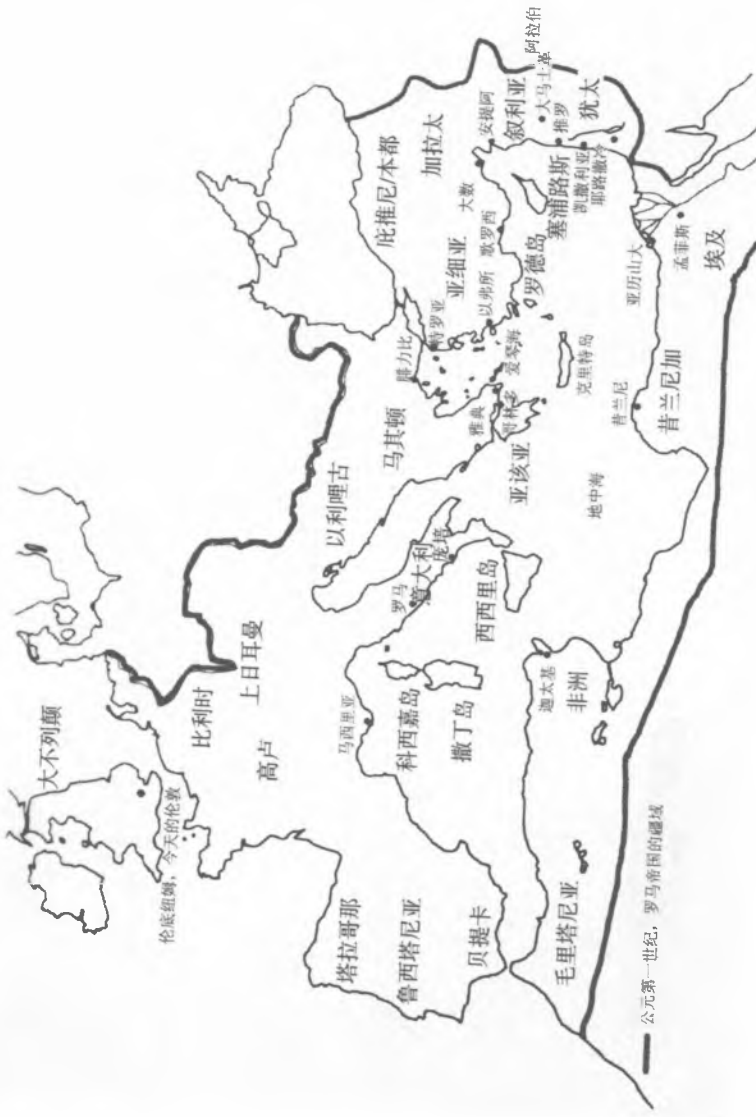 大不列颠
伦底纽姆，今天的伦敦
比利时
上日耳曼
高卢
塔拉哥那
鲁西塔尼亚
贝提卡
马西里亚
科西嘉岛
撒丁岛
罗马
意大利
庞培
西西里岛
以利哩古
马其顿
腓力比
特罗亚
雅典
哥林多
亚该亚
爱琴海
克里特岛
庇推尼/本都
加拉太
亚细亚
以弗所
歌罗西
大数
罗德岛
塞浦路斯
安提阿
叙利亚
大马士革
阿拉伯
推罗
凯撒利亚
耶路撒冷
犹太
亚历山大
孟菲斯
埃及
昔兰尼
昔兰尼加
地中海
迦太基
非洲
毛里塔尼亚
公元第一世纪，罗马帝国的疆域